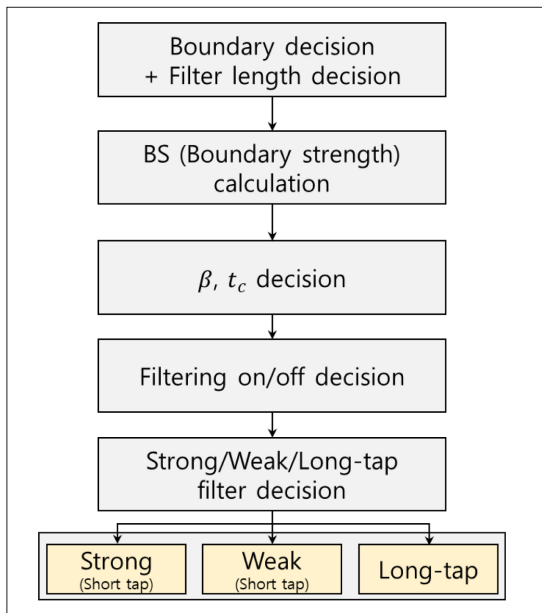 Boundary decision
+ Filter length decision
BS (Boundary strength)
calculation
β, t_c decision
Filtering on/off decision
Strong/Weak/Long-tap
filter decision
Strong
(Short tap)
Weak
(Short tap)
Long-tap